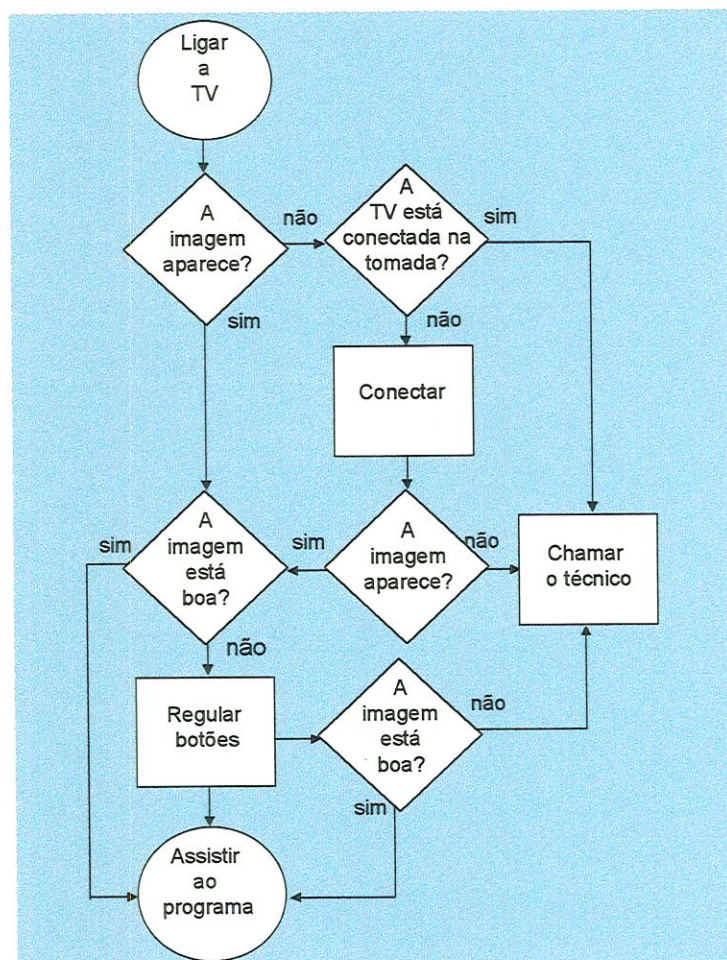 Ligar
a
TV
A
imagem
aparece?
não
A
TV está
conectada na
tomada?
sim
sim
não
Conectar
sim
A
imagem
está
boa?
sim
A
imagem
aparece?
não
Chamar
o técnico
não
Regular
botões
A
imagem
está
boa?
não
sim
Assistir
ao
programa